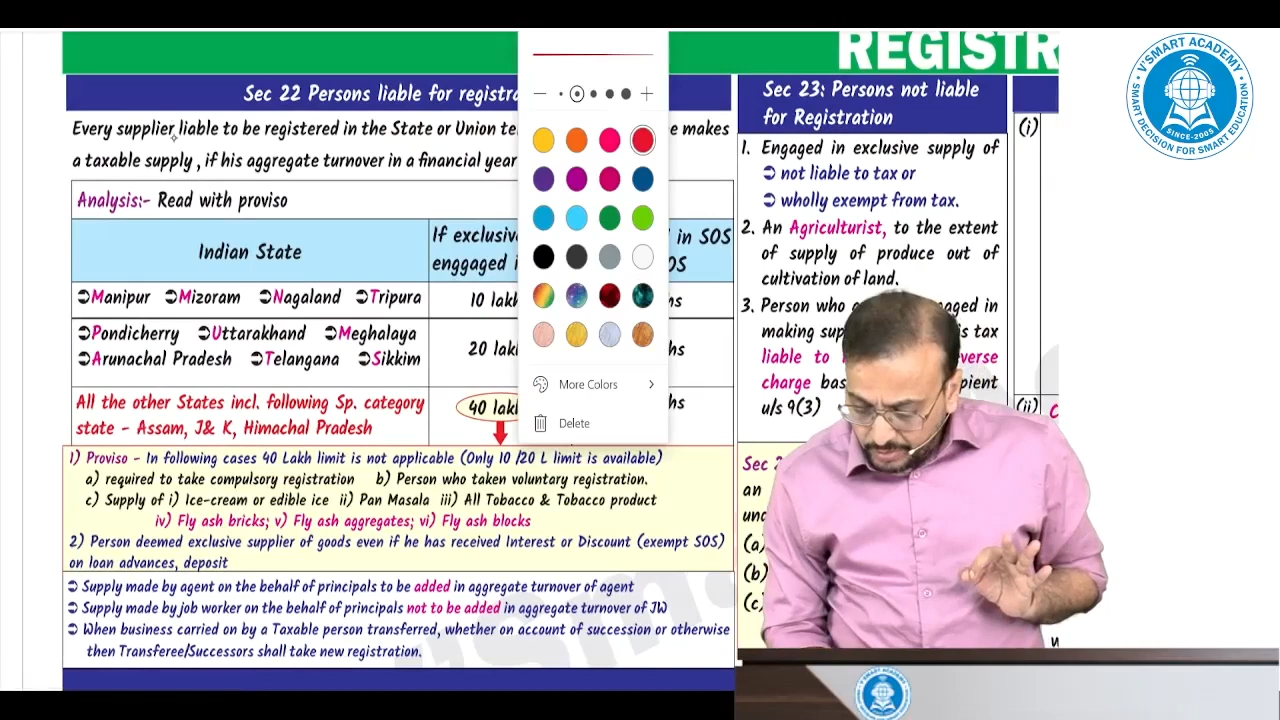 REGISTR
Sec 22 Persons liable for registra
Every supplier liable to be registered in the State or Union te e makes
a taxable supply , if his aggregate turnover in a financial year
Analysis:- Read with proviso
Indian State
If exclusive in SOS
enggaged i OS
➲Manipur ➲Mizoram ➲Nagaland ➲Tripura
10 lakh hs
➲Pondicherry ➲Uttarakhand ➲Meghalaya
➲Arunachal Pradesh ➲Telangana ➲Sikkim
20 lakh hs
All the other States incl. following Sp. category
state - Assam, J& K, Himachal Pradesh
40 lakh hs
1) Proviso - In following cases 40 Lakh limit is not applicable (Only 10 /20 L limit is available)
a) required to take compulsory registration b) Person who taken voluntary registration.
c) Supply of i) Ice-cream or edible ice ii) Pan Masala iii) All Tobacco & Tobacco product
iv) Fly ash bricks; v) Fly ash aggregates; vi) Fly ash blocks
2) Person deemed exclusive supplier of goods even if he has received Interest or Discount (exempt SOS)
on loan advances, deposit
➲ Supply made by agent on the behalf of principals to be added in aggregate turnover of agent
➲ Supply made by job worker on the behalf of principals not to be added in aggregate turnover of JW
➲ When business carried on by a Taxable person transferred, whether on account of succession or otherwise
then Transferee/Successors shall take new registration.
More Colors
Delete
Sec 23: Persons not liable
for Registration
1. Engaged in exclusive supply of
➲ not liable to tax or
➲ wholly exempt from tax.
2. An Agriculturist, to the extent
of supply of produce out of
cultivation of land.
3. Person who a aged in
making sup is tax
liable to verse
charge bas ipient
u/s 9(3)
Sec 2
an
und
(a)
(b)
(c)
(i)
(ii)
V'SMART ACADEMY
SINCE-2005
SMART DECISION FOR SMART EDUCATION